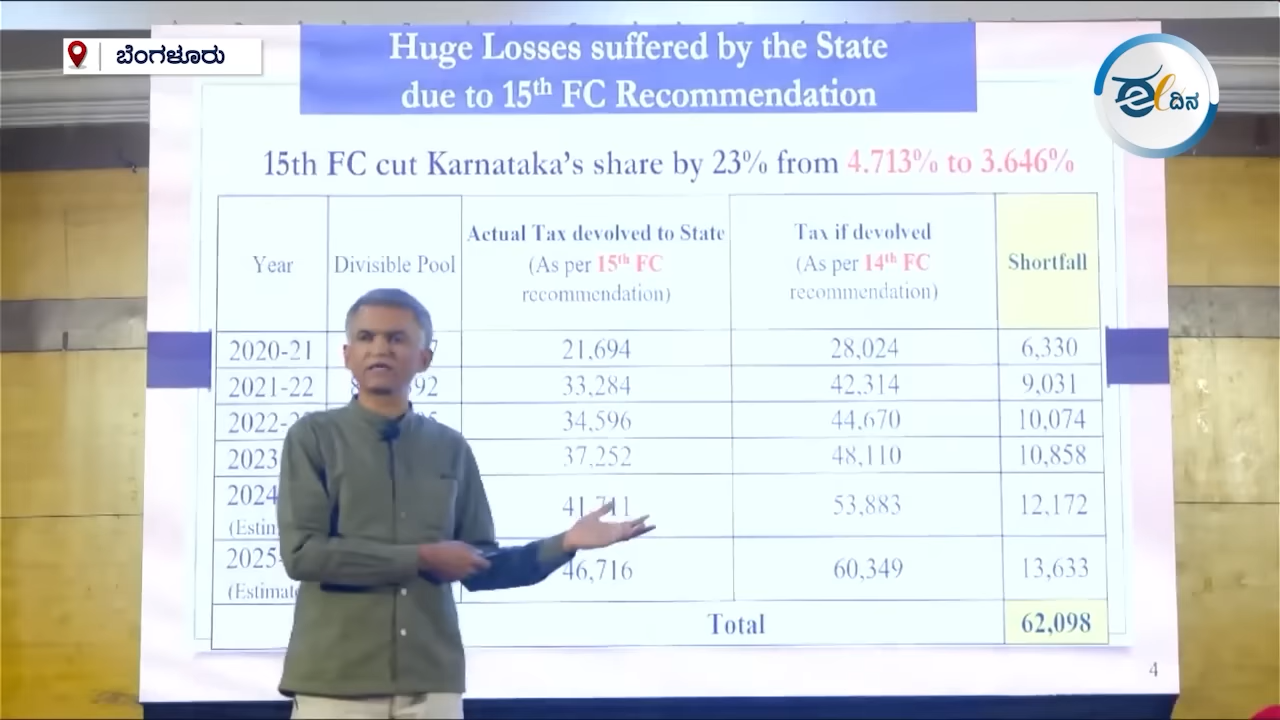 ಬೆಂಗಳೂರು
eℓದಿನ
Huge Losses suffered by the State
due to 15th FC Recommendation
15th FC cut Karnataka's share by 23% from 4.713% to 3.646%
Year Divisible Pool Actual Tax devolved to State (As per 15th FC recommendation) Tax if devolved (As per 14th FC recommendation) Shortfall
2020-21 21,694 28,024 6,330
2021-22 33,284 42,314 9,031
34,596 44,670 10,074
2023 37,252 48,110 10,858
2024 53,883 12,172
46,716 60,349 13,633
Total 62,098
4